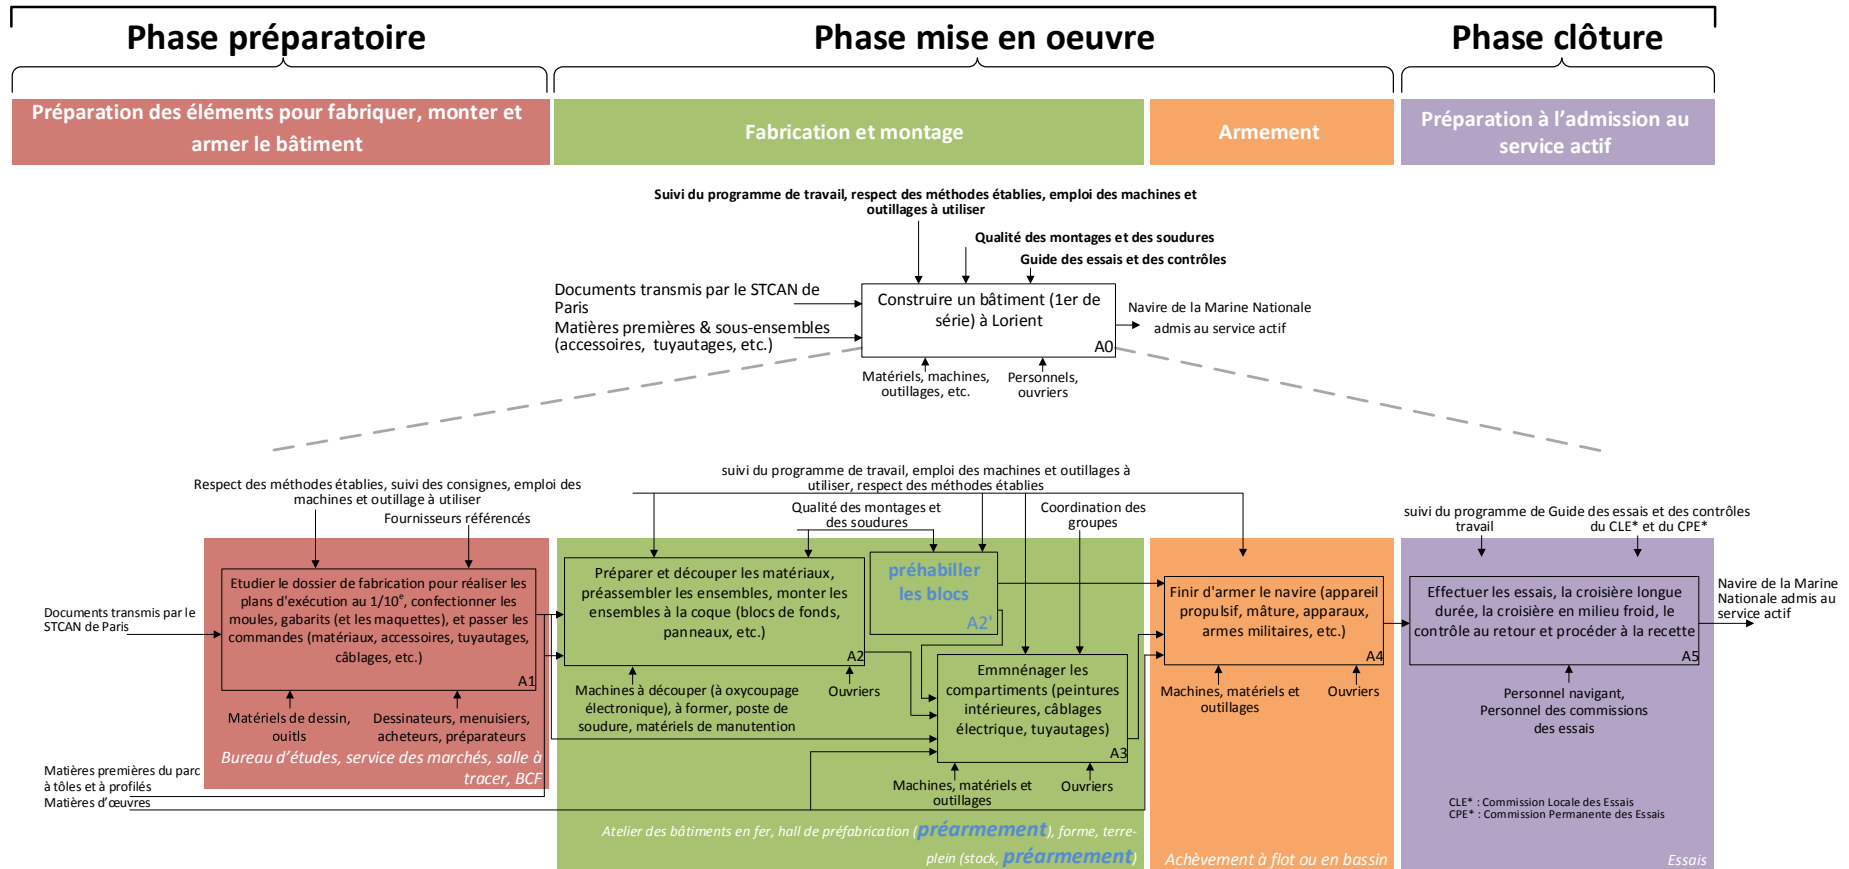 Phase préparatoire
Phase mise en oeuvre
Phase clôture
Préparation des éléments pour fabriquer, monter et
armer le bâtiment
Fabrication et montage
Armement
Préparation à l'admission au
service actif
Suivi du programme de travail, respect des méthodes établies, emploi des machines et
outillages à utiliser
Qualité des montages et des soudures
Guide des essais et des contrôles
Documents transmis par le STCAN de
Paris
Matières premières & sous-ensembles
(accessoires, tuyautages, etc.)
Construire un bâtiment (1er de
série) à Lorient
A0
Navire de la Marine Nationale
admis au service actif
Matériels, machines,
outillages, etc.
Personnels,
ouvriers
Respect des méthodes établies, suivi des consignes, emploi des
machines et outillage à utiliser
Fournisseurs référencés
suivi du programme de travail, emploi des machines et outillages à
utiliser, respect des méthodes établies
Qualité des montages et
des soudures
Coordination des
groupes
suivi du programme de
travail
Guide des essais et des contrôles
du CLE* et du CPE*
Documents transmis par le
STCAN de Paris
Etudier le dossier de fabrication pour réaliser les
plans d'exécution au 1/10e, confectionner les
moules, gabarits (et les maquettes), et passer les
commandes (matériaux, accessoires, tuyautages,
câblages, etc.)
A1
Matériels de dessin,
ouitls
Dessinateurs, menuisiers,
acheteurs, préparateurs
Bureau d'études, service des marchés, salle à
tracer, BCF
Matières premières du parc
à tôles et à profilés
Matières d'œuvres
Préparer et découper les matériaux,
préassembler les ensembles, monter les
ensembles à la coque (blocs de fonds,
panneaux, etc.)
A2
Machines à découper (à oxycoupage
électronique), à former, poste de
soudure, matériels de manutention
Ouvriers
préhabiller
les blocs
A2'
Emménager les
compartiments (peintures
intérieures, câblages
électrique, tuyautages)
A3
Machines, matériels et
outillages
Ouvriers
Atelier des bâtiments en fer, hall de préfabrication (préarmement), forme, terre-
plein (stock, préarmement)
Finir d'armer le navire (appareil
propulsif, mâture, apparaux,
armes militaires, etc.)
A4
Machines, matériels et
outillages
Ouvriers
Achèvement à flot ou en bassin
Effectuer les essais, la croisière longue
durée, la croisière en milieu froid, le
contrôle au retour et procéder à la recette
A5
Navire de la Marine
Nationale admis au
service actif
Personnel navigant,
Personnel des commissions
des essais
CLE* : Commission Locale des Essais
CPE* : Commission Permanente des Essais
Essais